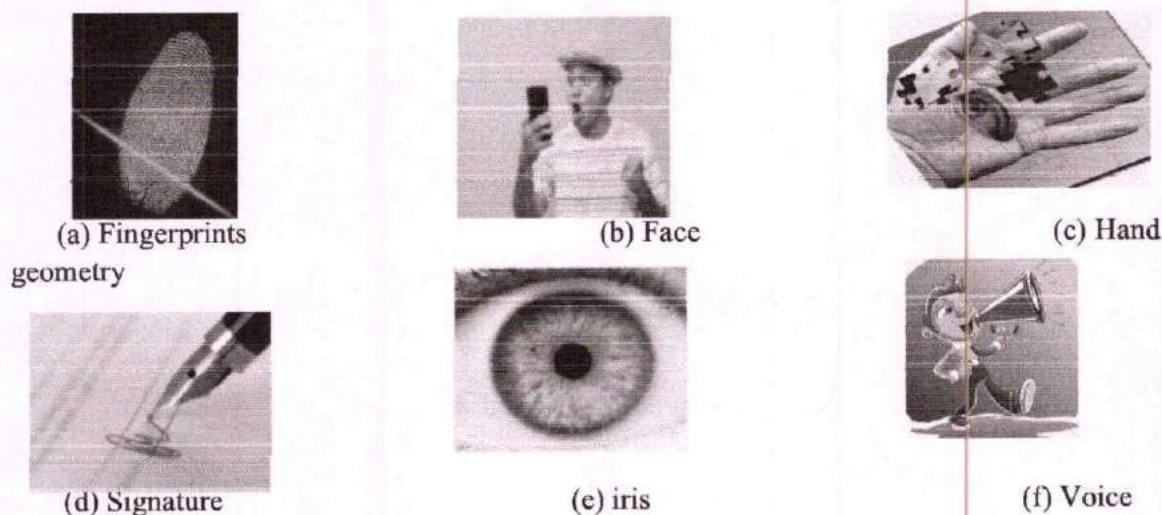 (a) Fingerprints (b) Face (c) Hand
geometry
(d) Signature (e) iris (f) Voice